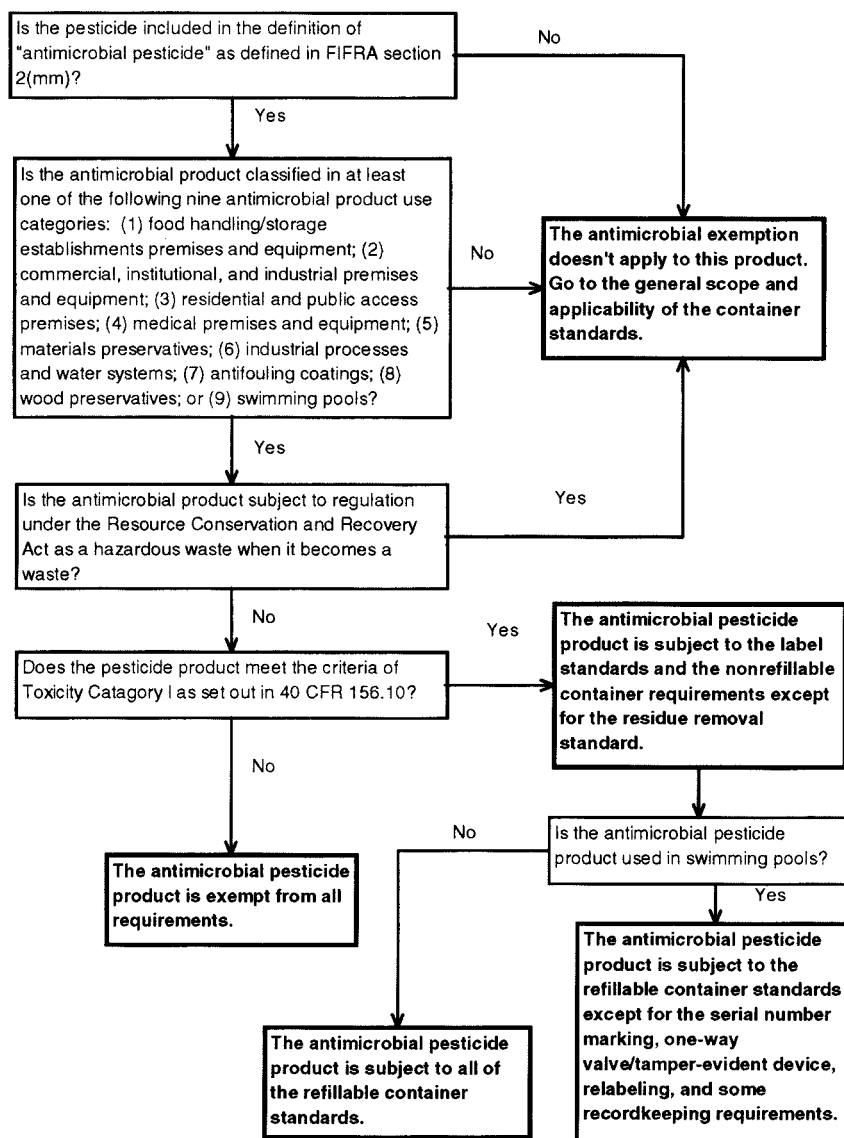 Is the pesticide included in the definition of
"antimicrobial pesticide" as defined in FIFRA section
2(mm)?
No
Yes
Is the antimicrobial product classified in at least
one of the following nine antimicrobial product use
categories: (1) food handling/storage
establishments premises and equipment; (2)
commercial, institutional, and industrial premises
and equipment; (3) residential and public access
premises; (4) medical premises and equipment; (5)
materials preservatives; (6) industrial processes
and water systems; (7) antifouling coatings; (8)
wood preservatives; or (9) swimming pools?
No
The antimicrobial exemption
doesn't apply to this product.
Go to the general scope and
applicability of the container
standards.
Yes
Is the antimicrobial product subject to regulation
under the Resource Conservation and Recovery
Act as a hazardous waste when it becomes a
waste?
Yes
No
Does the pesticide product meet the criteria of
Toxicity Catagory I as set out in 40 CFR 156.10?
Yes
The antimicrobial pesticide
product is subject to the label
standards and the nonrefillable
container requirements except
for the residue removal
standard.
No
The antimicrobial pesticide
product is exempt from all
requirements.
Is the antimicrobial pesticide
product used in swimming pools?
No
Yes
The antimicrobial pesticide
product is subject to all of
the refillable container
standards.
The antimicrobial pesticide
product is subject to the
refillable container standards
except for the serial number
marking, one-way
valve/tamper-evident device,
relabeling, and some
recordkeeping requirements.